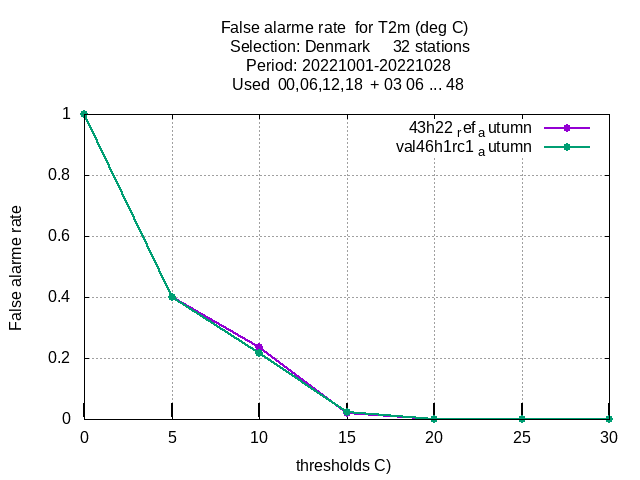 False alarme rate  for T2m (deg C)
Selection: Denmark     32 stations
Period: 20221001-20221028
Used  00,06,12,18  + 03 06 ... 48
43h22 ref a utumn
val46h1rc1 a utumn
1
0.8
0.6
0.4
0.2
0
False alarme rate
0 5 10 15 20 25 30
thresholds C)